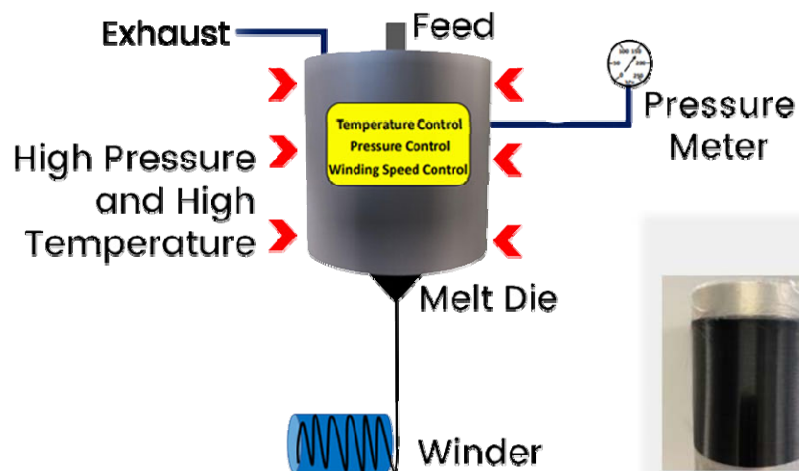 Exhaust
Feed
Temperature Control
Pressure Control
Winding Speed Control
Pressure
Meter
High Pressure
and High
Temperature
Melt Die
Winder